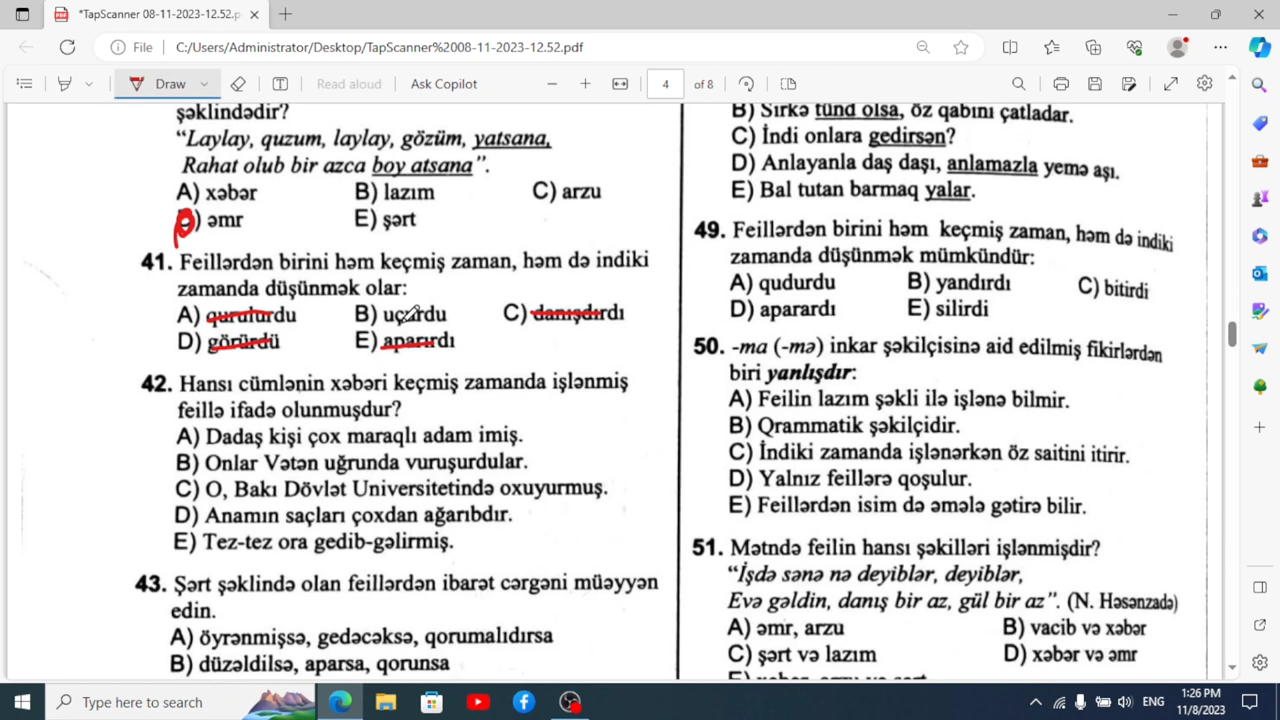 *TapScanner 08-11-2023-12.52.p
File
C:/Users/Administrator/Desktop/TapScanner%2008-11-2023-12.52.pdf
Draw
Read aloud
Ask Copilot
4
of 8
şəklindədir?
“Laylay, quzum, laylay, gözüm, yatsana,
Rahat olub bir azca boy atsana”.
A) xəbər B) lazım C) arzu
D) əmr E) şərt
41. Feillərdən birini həm keçmiş zaman, həm də indiki
zamanda düşünmək olar:
A) qurulurdu B) uçurdu C) danışdırdı
D) görürdü E) aparırdı
42. Hansı cümlənin xəbəri keçmiş zamanda işlənmiş
feillə ifadə olunmuşdur?
A) Dadaş kişi çox maraqlı adam imiş.
B) Onlar Vətən uğrunda vuruşurdular.
C) O, Bakı Dövlət Universitetində oxuyurmuş.
D) Anamın saçları çoxdan ağarıbdır.
E) Tez-tez ora gedib-gəlirmiş.
43. Şərt şəklində olan feillərdən ibarət cərgəni müəyyən
edin.
A) öyrənmişsə, gedəcəksə, qorumalıdırsa
B) düzəldilsə, aparsa, qorunsa
B) Sirkə tünd olsa, öz qabını çatladar.
C) İndi onlara gedirsən?
D) Anlayanla daş daşı, anlamazla yemə aşı.
E) Bal tutan barmaq yalar.
49. Feillərdən birini həm keçmiş zaman, həm də indiki
zamanda düşünmək mümkündür:
A) qudurdu B) yandırdı C) bitirdi
D) aparardı E) silirdi
50. -ma (-mə) inkar şəkilçisinə aid edilmiş fikirlərdən
biri yanlışdır:
A) Feilin lazım şəkli ilə işlənə bilmir.
B) Qrammatik şəkilçidir.
C) İndiki zamanda işlənərkən öz saitini itirir.
D) Yalnız feillərə qoşulur.
E) Feillərdən isim də əmələ gətirə bilir.
51. Mətndə feilin hansı şəkilləri işlənmişdir?
“İşdə sənə nə deyiblər, deyiblər,
Evə gəldin, danış bir az, gül bir az”. (N. Həsənzadə)
A) əmr, arzu B) vacib və xəbər
C) şərt və lazım D) xəbər və əmr
Type here to search
ENG
1:26 PM
11/8/2023